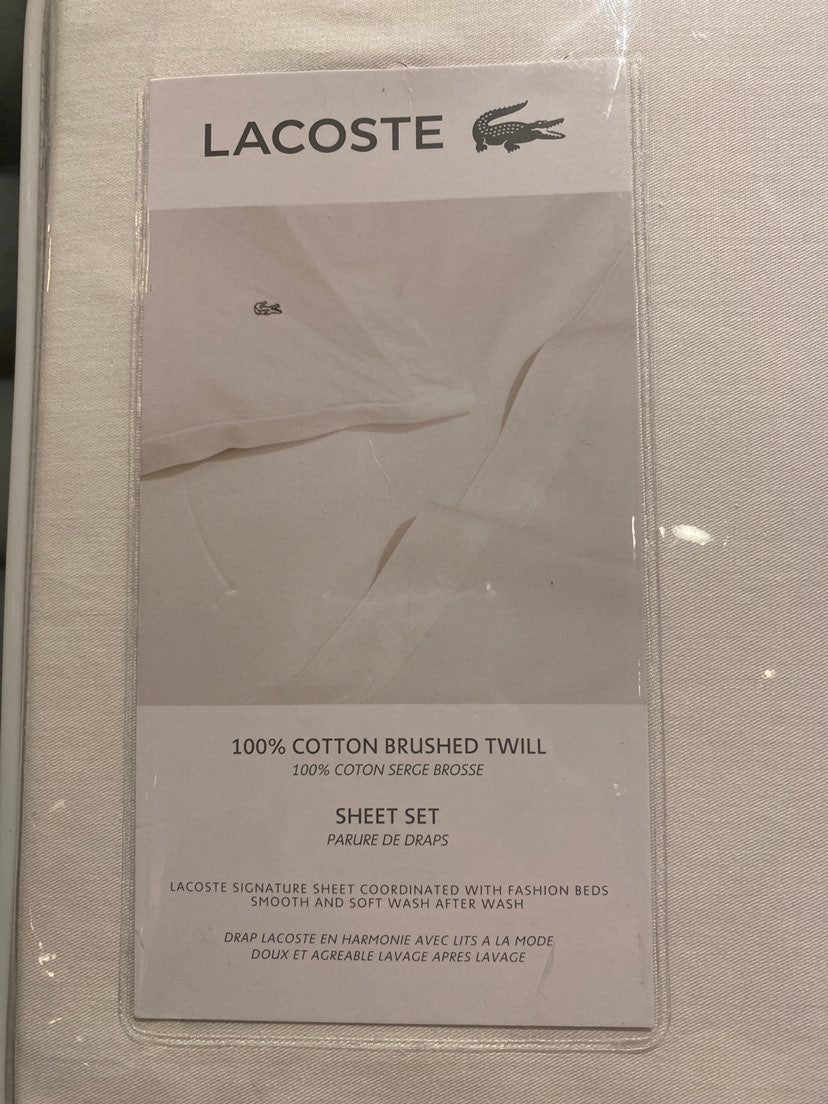 LACOSTE
100% COTTON BRUSHED TWILL
100% COTON SERGE BROSSE
SHEET SET
PARURE DE DRAPS
LACOSTE SIGNATURE SHEET COORDINATED WITH FASHION BEDS
SMOOTH AND SOFT WASH AFTER WASH
DRAP LACOSTE EN HARMONIE AVEC LITS A LA MODE
DOUX ET AGREABLE LAVAGE APRES LAVAGE